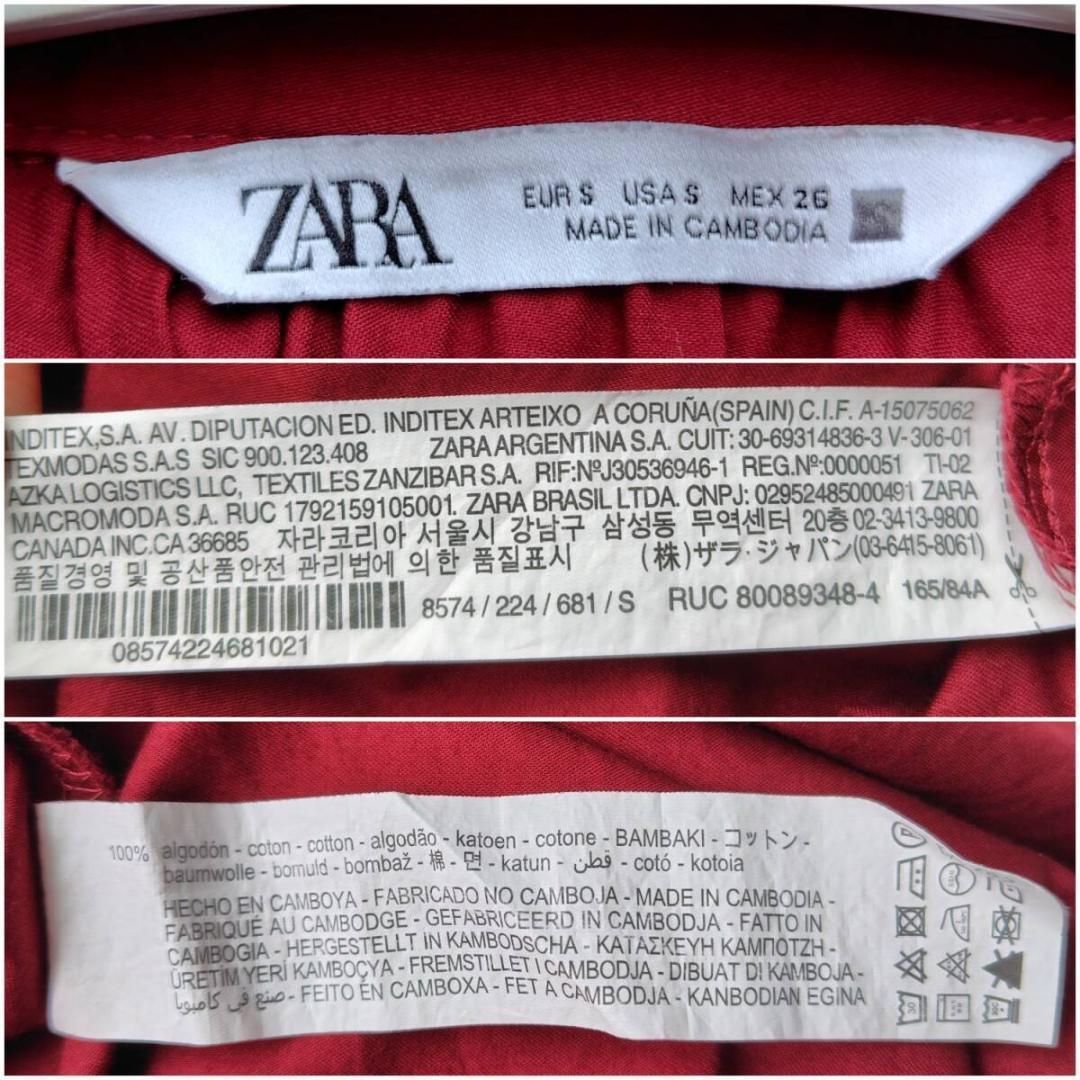 ZARA
EUR S USA S MEX 26
MADE IN CAMBODIA
INDITEX,S.A. AV. DIPUTACION ED. INDITEX ARTEIXO A CORUÑA(SPAIN) C.I.F. A-15075062
TEXMODAS S.A.S SIC 900.123.408 ZARA ARGENTINA S.A. CUIT: 30-69314836-3 V-306-01
AZKA LOGISTICS LLC, TEXTILES ZANZIBAR S.A. RIF:NºJ30536946-1 REG.Nº:0000051 TI-02
MACROMODA S.A. RUC 1792159105001. ZARA BRASIL LTDA. CNPJ: 02952485000491 ZARA
CANADA INC.CA 36685 자라코리아 서울시 강남구 삼성동 무역센터 20층 02-3413-9800
품질경영 및 공산품안전 관리법에 의한 품질표시 (株)ザラ・ジャパン(03-6415-8061)
8574 / 224 / 681 / S RUC 80089348-4 165/84A
08574224681021
100% algodón - coton - cotton - algodão - katoen - cotone - BAMBAKI - コットン -
baumwolle - bomuld - bombaž - 棉 - 면 - katun - قطن - cotó - kotoia
HECHO EN CAMBOYA - FABRICADO NO CAMBOJA - MADE IN CAMBODIA -
FABRIQUÉ AU CAMBODGE - GEFABRICEERD IN CAMBODJA - FATTO IN
CAMBOGIA - HERGESTELLT IN KAMBODSCHA - ΚΑΤΑΣΚΕΥΗ ΚΑΜΠΟΤΖΗ -
ÜRETİM YERİ KAMBOÇYA - FREMSTILLET I CAMBODJA - DIBUAT DI KAMBOJA -
صنع في كامبوديا - FEITO EN CAMBOXA - FET A CAMBODJA - KANBODIAN EGINA
P
30